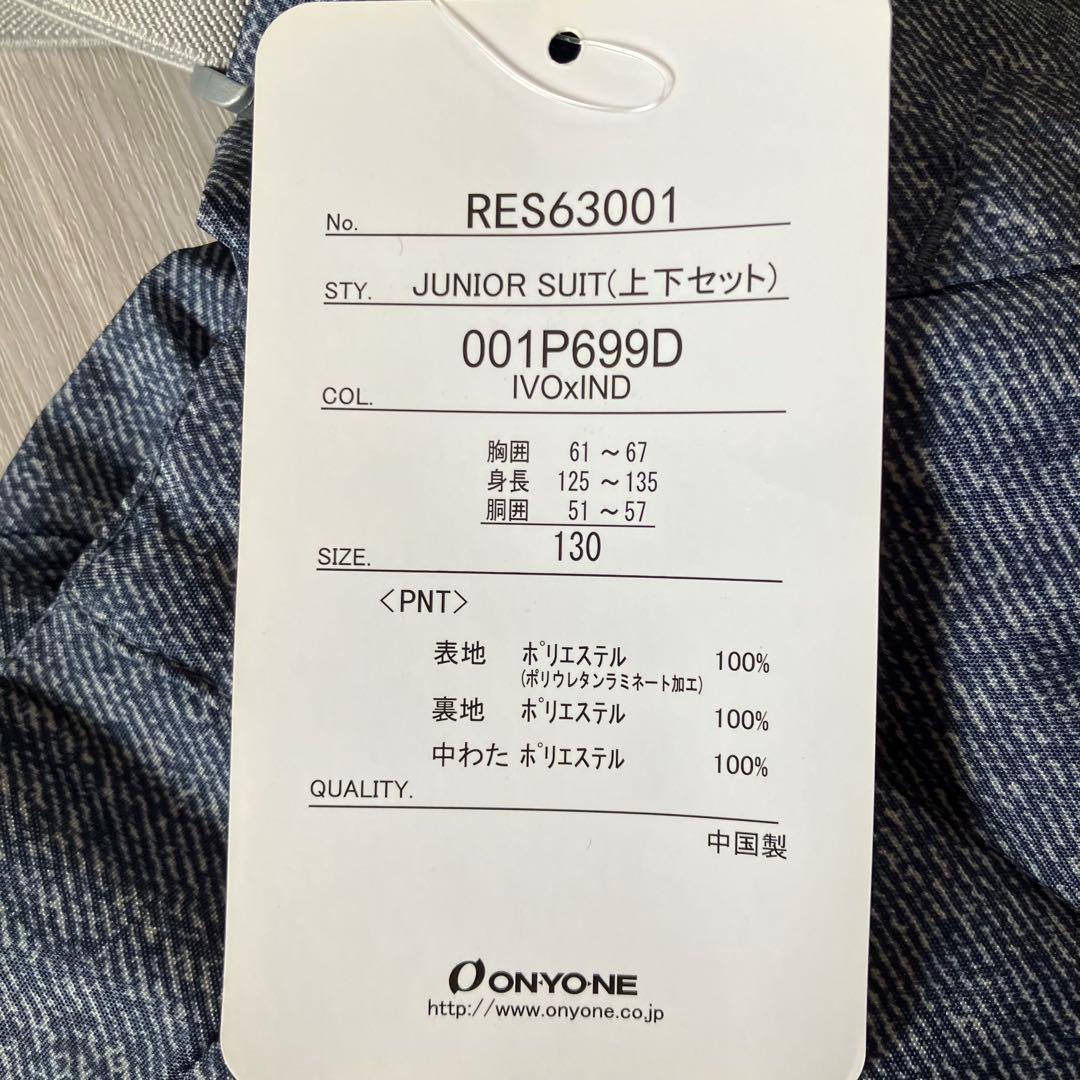 No. RES63001
STY. JUNIOR SUIT(上下セット)
001P699D
COL. IVOxIND
胸囲 61～67
身長 125～135
胴囲 51～57
SIZE. 130
<PNT>
表地 ポリエステル 100%
(ポリウレタンラミネート加工)
裏地 ポリエステル 100%
中わた ポリエステル 100%
QUALITY.
中国製
ON・YO・NE
http://www.onyone.co.jp